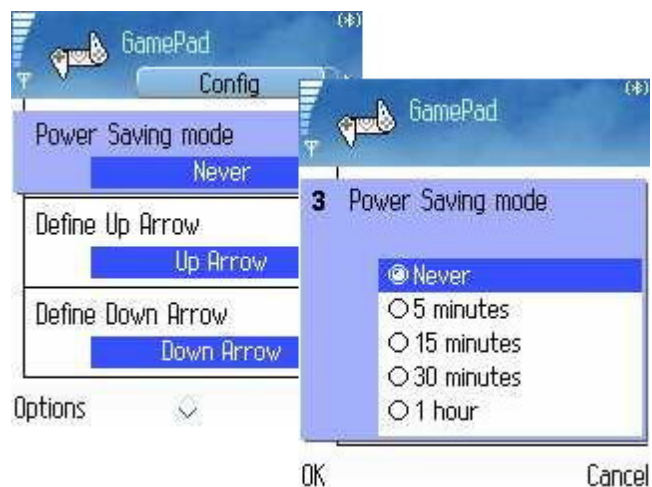 GamePad
Config
Power Saving mode
Never
Define Up Arrow
Up Arrow
Define Down Arrow
Down Arrow
Options
GamePad
3 Power Saving mode
Never
5 minutes
15 minutes
30 minutes
1 hour
OK Cancel